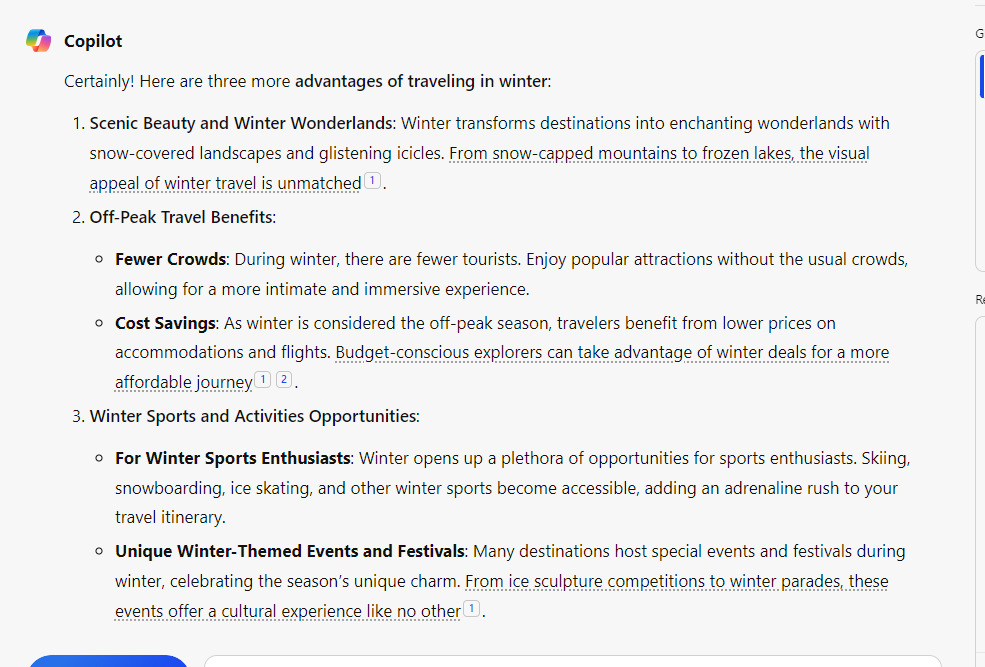 Copilot
Certainly! Here are three more advantages of traveling in winter:
1. Scenic Beauty and Winter Wonderlands: Winter transforms destinations into enchanting wonderlands with
snow-covered landscapes and glistening icicles. From snow-capped mountains to frozen lakes, the visual
appeal of winter travel is unmatched 1 .
2. Off-Peak Travel Benefits:
Fewer Crowds: During winter, there are fewer tourists. Enjoy popular attractions without the usual crowds,
allowing for a more intimate and immersive experience.
Cost Savings: As winter is considered the off-peak season, travelers benefit from lower prices on
accommodations and flights. Budget-conscious explorers can take advantage of winter deals for a more
affordable journey 1 2 .
3. Winter Sports and Activities Opportunities:
For Winter Sports Enthusiasts: Winter opens up a plethora of opportunities for sports enthusiasts. Skiing,
snowboarding, ice skating, and other winter sports become accessible, adding an adrenaline rush to your
travel itinerary.
Unique Winter-Themed Events and Festivals: Many destinations host special events and festivals during
winter, celebrating the season’s unique charm. From ice sculpture competitions to winter parades, these
events offer a cultural experience like no other 1 .